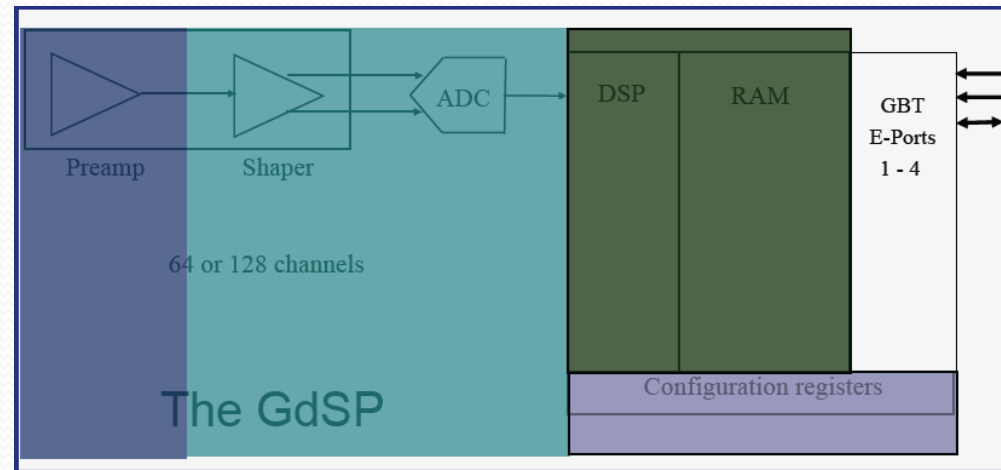 Preamp
Shaper
ADC
DSP
RAM
GBT
E-Ports
1 - 4
64 or 128 channels
The GdSP
Configuration registers